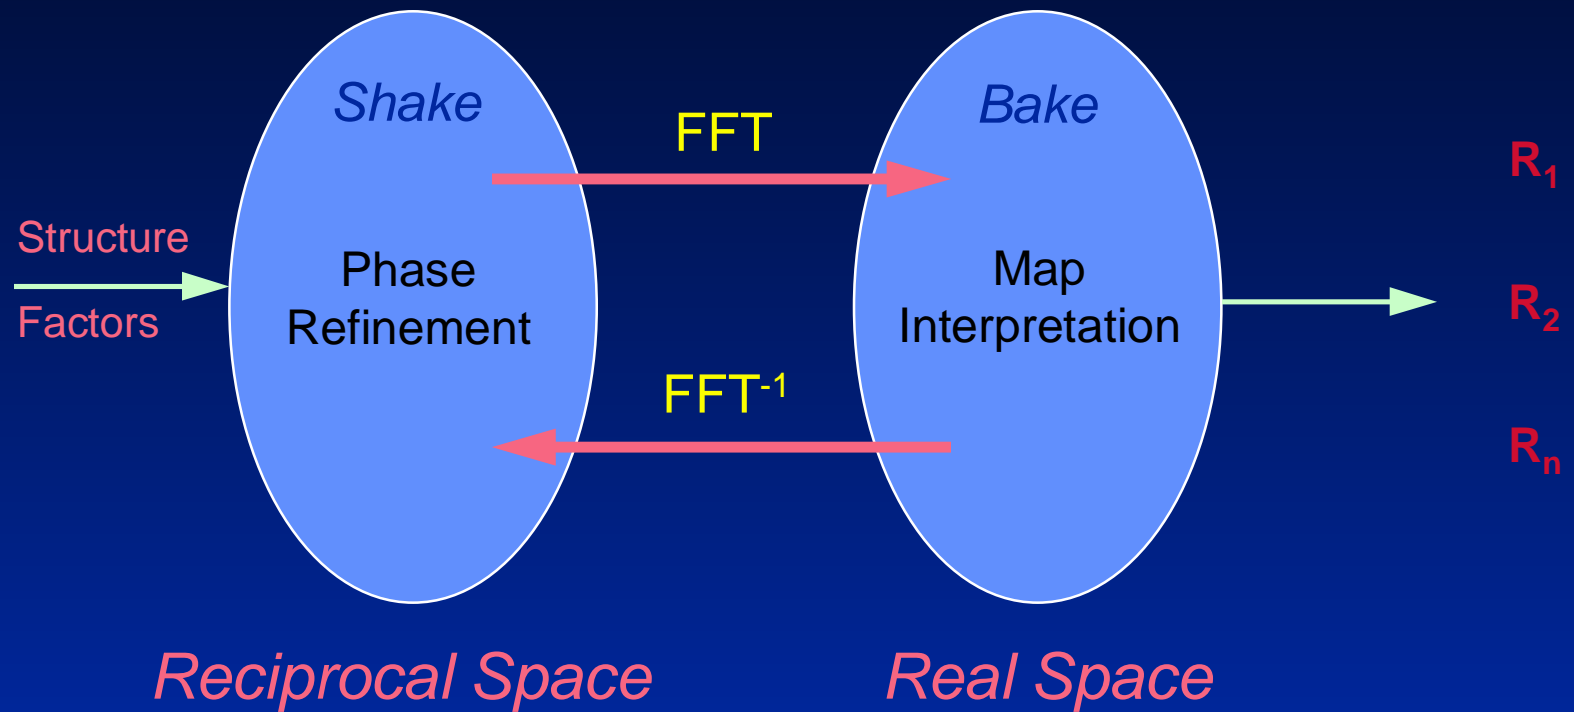 Shake
FFT
Bake
R₁
Structure
Factors
Phase
Refinement
Map
Interpretation
R₂
FFT⁻¹
Rₙ
Reciprocal Space
Real Space